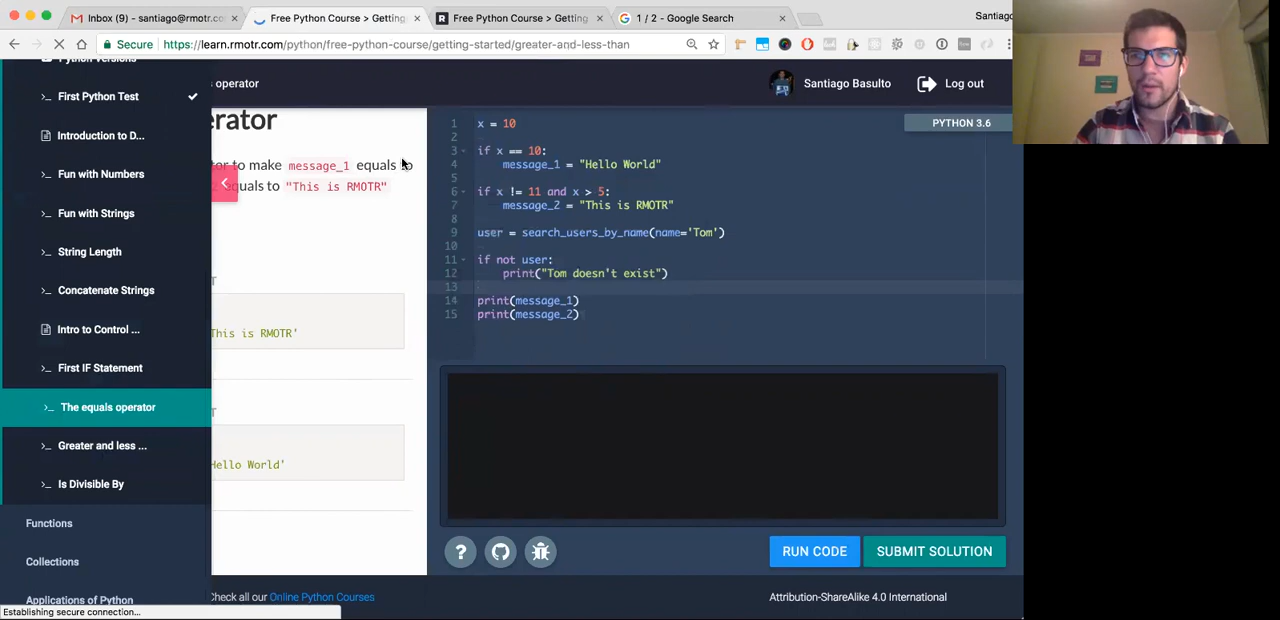 Inbox (9) - santiago@rmotr.co
Free Python Course > Getting
Free Python Course > Getting
1 / 2 - Google Search
Santiago
Secure
https://learn.rmotr.com/python/free-python-course/getting-started/greater-and-less-than
Python Versions
First Python Test
Introduction to D...
Fun with Numbers
Fun with Strings
String Length
Concatenate Strings
Intro to Control ...
First IF Statement
The equals operator
Greater and less ...
Is Divisible By
Functions
Collections
Applications of Python
Establishing secure connection...
s operator
Santiago Basulto
Log out
erator
tor to make message_1 equals to
equals to "This is RMOTR"
This is RMOTR'
Hello World'
PYTHON 3.6
1 x = 10
2
3 if x == 10:
4 message_1 = "Hello World"
5
6 if x != 11 and x > 5:
7 message_2 = "This is RMOTR"
8
9 user = search_users_by_name(name='Tom')
10
11 if not user:
12 print("Tom doesn't exist")
13
14 print(message_1)
15 print(message_2)
?
RUN CODE
SUBMIT SOLUTION
Check all our Online Python Courses
Attribution-ShareAlike 4.0 International